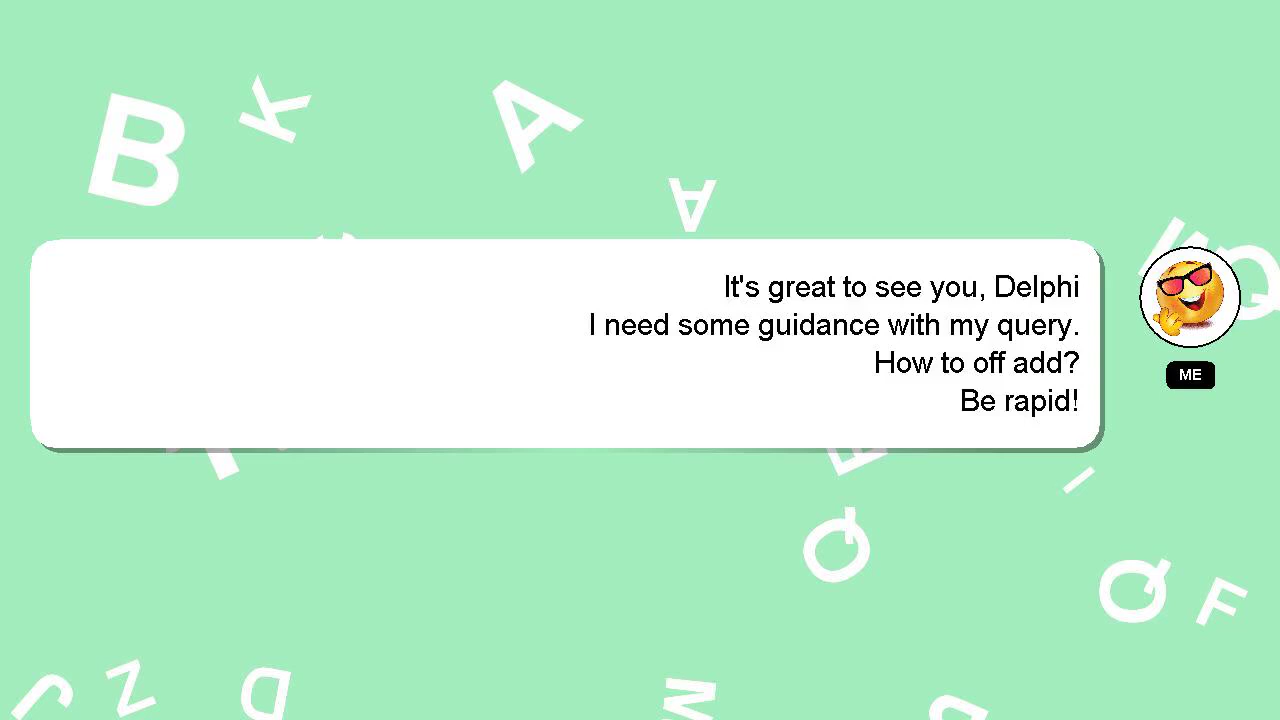 It's great to see you, Delphi
I need some guidance with my query.
How to off add?
Be rapid!
ME
B
K
A
A
M
Q
E
I
Q
Q
F
J
Z
D
M